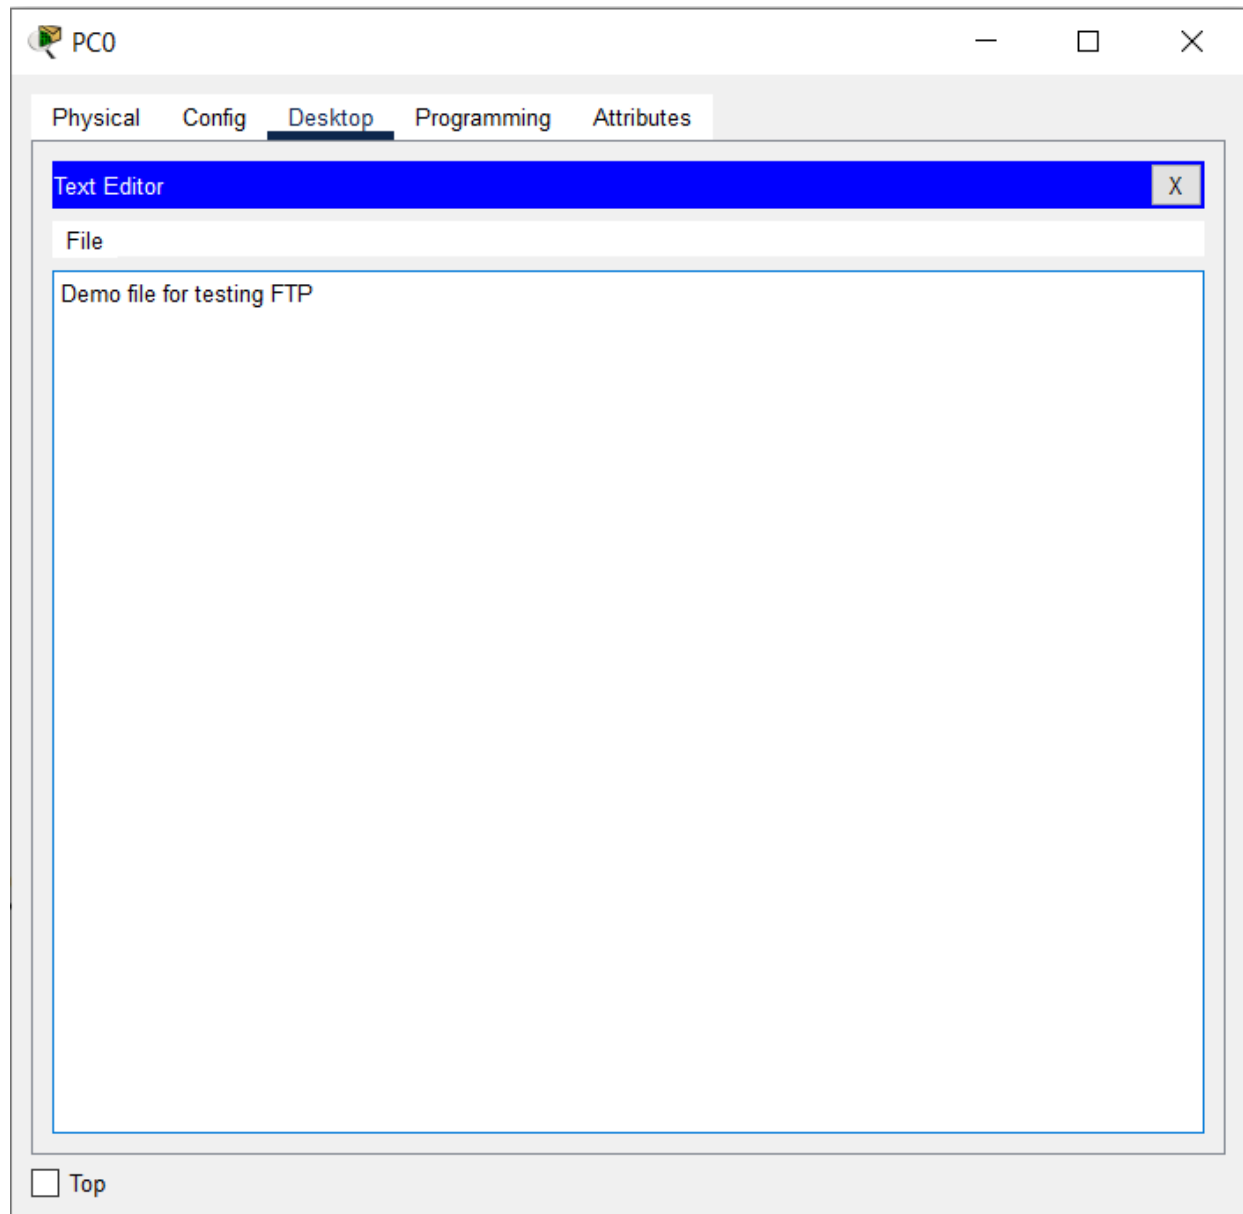 PC0
Physical Config Desktop Programming Attributes
Text Editor X
File
Demo file for testing FTP
Top